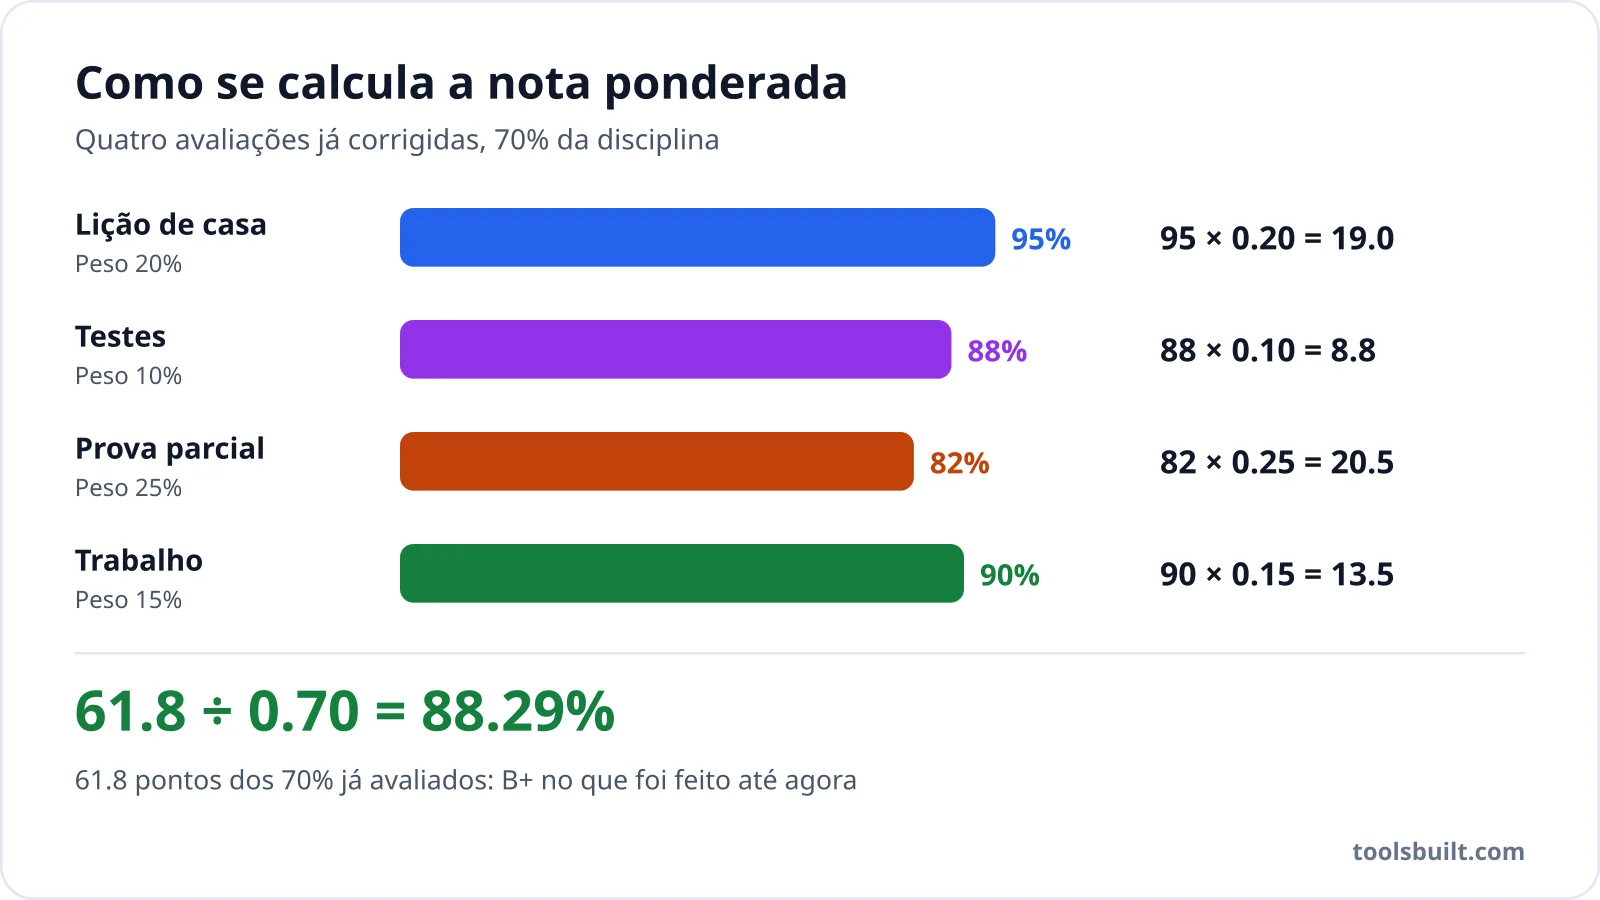 Como se calcula a nota ponderada
Quatro avaliações já corrigidas, 70% da disciplina
Lição de casa
Peso 20%
95%
95 × 0.20 = 19.0
Testes
Peso 10%
88%
88 × 0.10 = 8.8
Prova parcial
Peso 25%
82%
82 × 0.25 = 20.5
Trabalho
Peso 15%
90%
90 × 0.15 = 13.5
61.8 ÷ 0.70 = 88.29%
61.8 pontos dos 70% já avaliados: B+ no que foi feito até agora
toolsbuilt.com